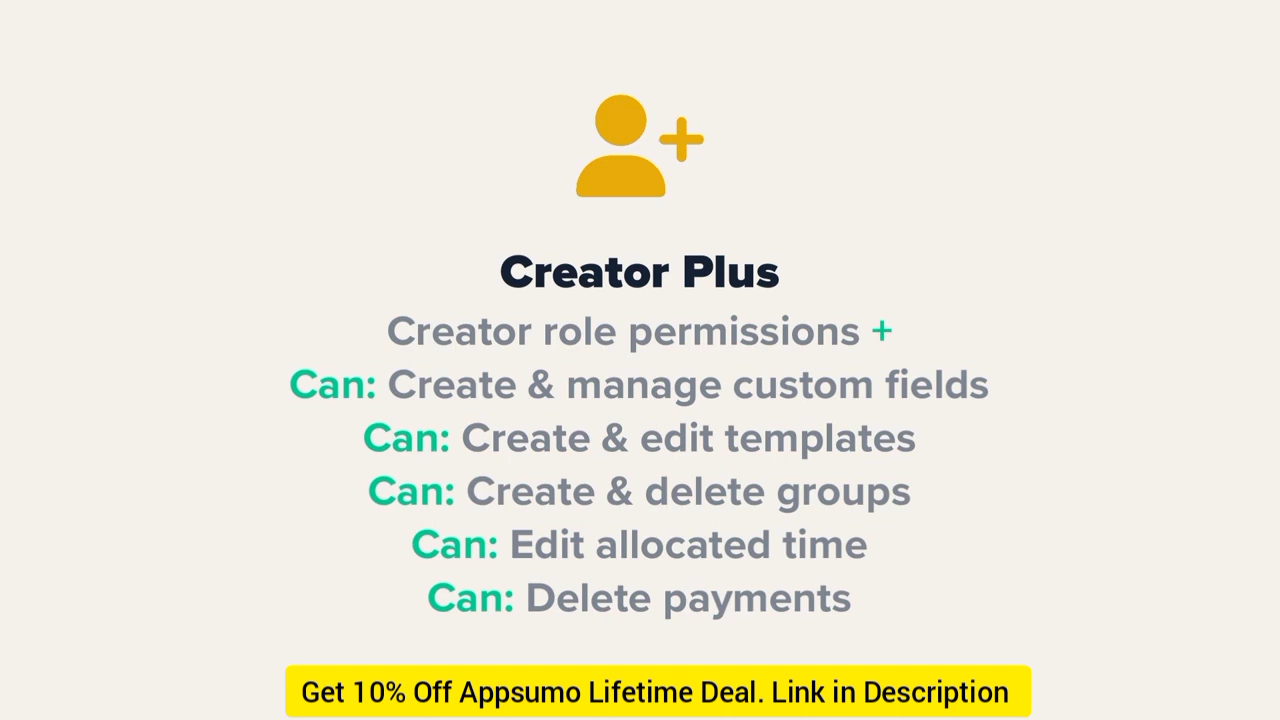 Creator Plus
Creator role permissions +
Can: Create & manage custom fields
Can: Create & edit templates
Can: Create & delete groups
Can: Edit allocated time
Can: Delete payments
Get 10% Off Appsumo Lifetime Deal. Link in Description